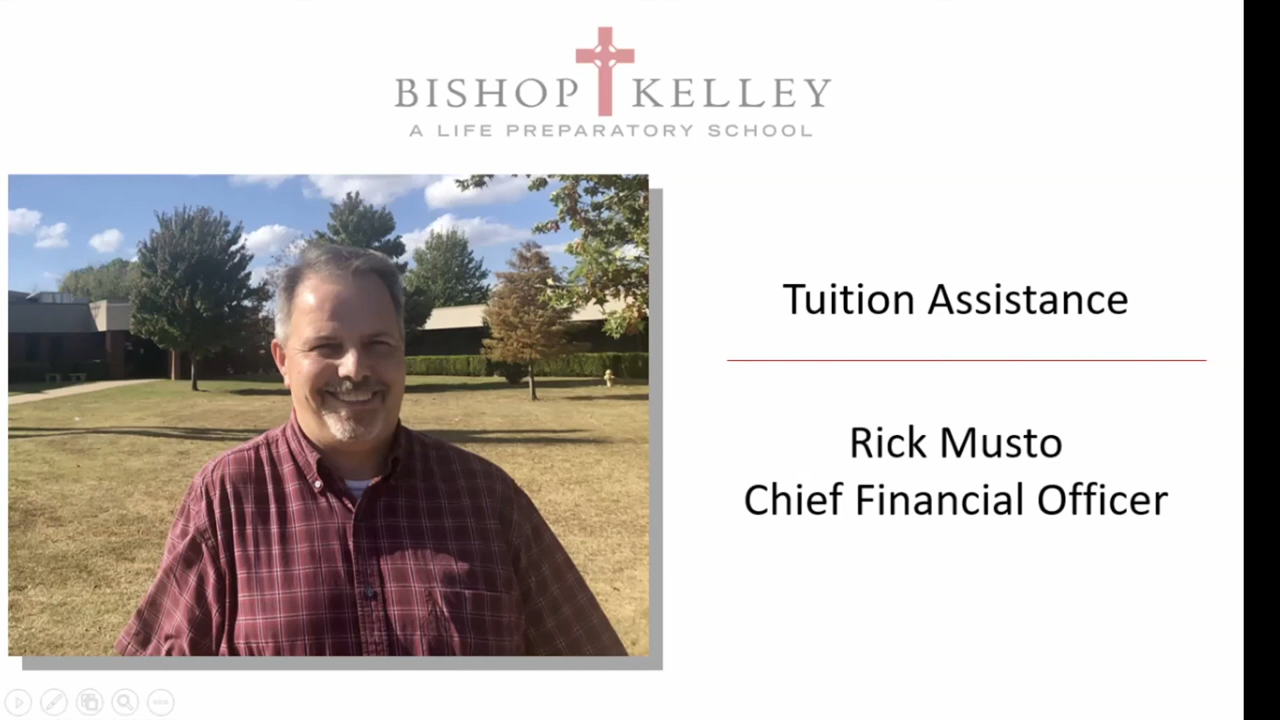 BISHOP KELLEY
A LIFE PREPARATORY SCHOOL
Tuition Assistance
Rick Musto
Chief Financial Officer